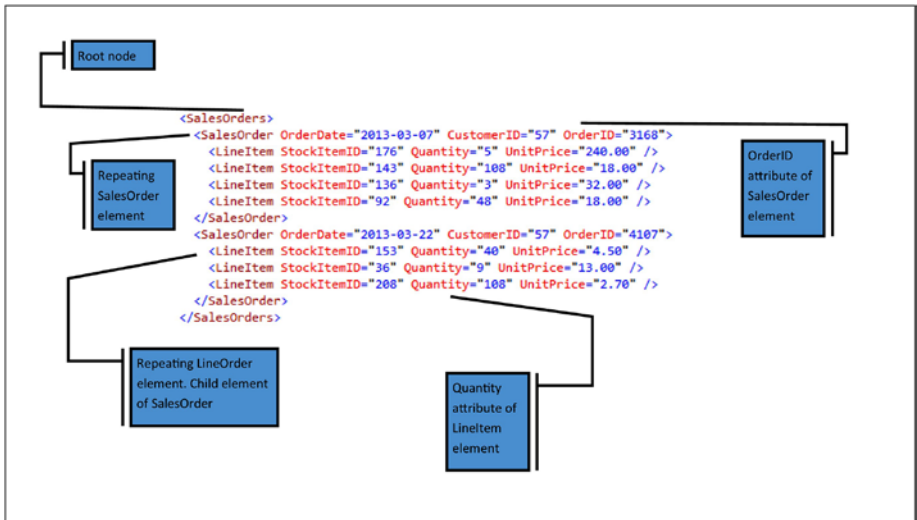 Root node
<SalesOrders>
<SalesOrder OrderDate="2013-03-07" CustomerID="57" OrderID="3168">
<LineItem StockItemID="176" Quantity="5" UnitPrice="240.00" />
<LineItem StockItemID="143" Quantity="108" UnitPrice="18.00" />
<LineItem StockItemID="136" Quantity="3" UnitPrice="32.00" />
<LineItem StockItemID="92" Quantity="48" UnitPrice="18.00" />
</SalesOrder>
<SalesOrder OrderDate="2013-03-22" CustomerID="57" OrderID="4107">
<LineItem StockItemID="153" Quantity="40" UnitPrice="4.50" />
<LineItem StockItemID="36" Quantity="9" UnitPrice="13.00" />
<LineItem StockItemID="208" Quantity="108" UnitPrice="2.70" />
</SalesOrder>
</SalesOrders>
Repeating
SalesOrder
element
OrderID
attribute of
SalesOrder
element
Repeating LineOrder
element. Child element
of SalesOrder
Quantity
attribute of
LineItem
element